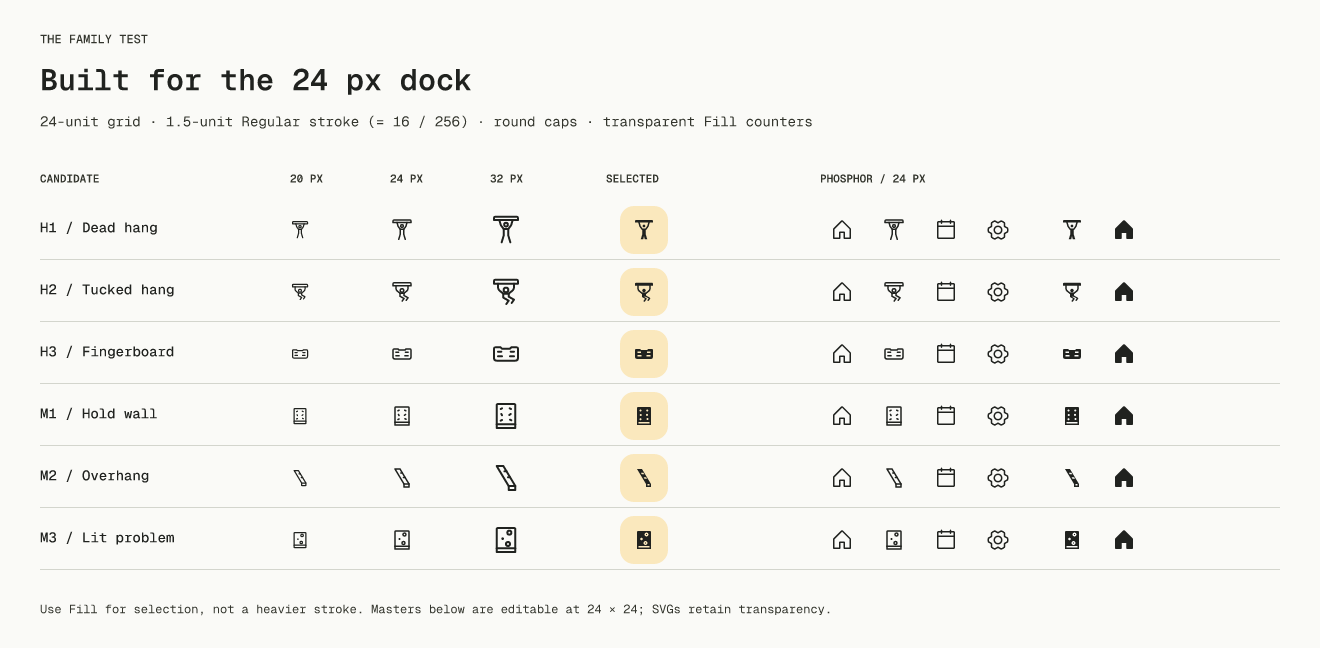 THE FAMILY TEST
Built for the 24 px dock
24-unit grid · 1.5-unit Regular stroke (= 16 / 256) · round caps · transparent Fill counters
CANDIDATE 20 PX 24 PX 32 PX SELECTED PHOSPHOR / 24 PX
H1 / Dead hang
H2 / Tucked hang
H3 / Fingerboard
M1 / Hold wall
M2 / Overhang
M3 / Lit problem
Use Fill for selection, not a heavier stroke. Masters below are editable at 24 × 24; SVGs retain transparency.